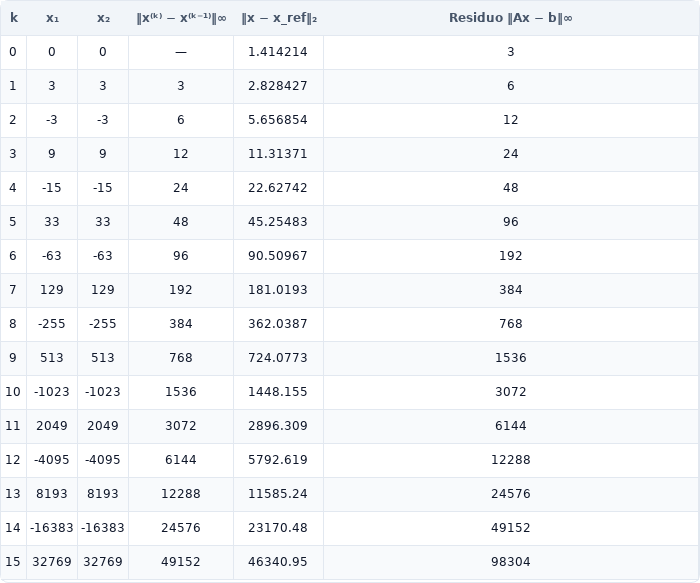 k x₁ x₂ ‖x⁽ᵏ⁾ − x⁽ᵏ⁻¹⁾‖∞ ‖x − x_ref‖₂ Residuo ‖Ax − b‖∞
0 0 0 — 1.414214 3
1 3 3 3 2.828427 6
2 -3 -3 6 5.656854 12
3 9 9 12 11.31371 24
4 -15 -15 24 22.62742 48
5 33 33 48 45.25483 96
6 -63 -63 96 90.50967 192
7 129 129 192 181.0193 384
8 -255 -255 384 362.0387 768
9 513 513 768 724.0773 1536
10 -1023 -1023 1536 1448.155 3072
11 2049 2049 3072 2896.309 6144
12 -4095 -4095 6144 5792.619 12288
13 8193 8193 12288 11585.24 24576
14 -16383 -16383 24576 23170.48 49152
15 32769 32769 49152 46340.95 98304